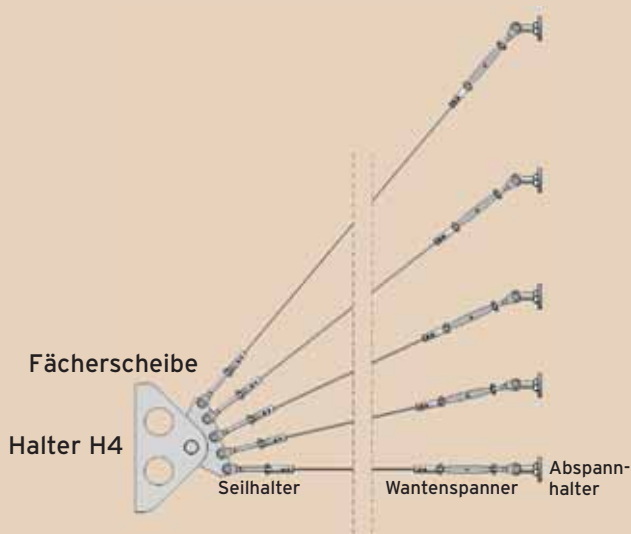 Fächerscheibe
Halter H4
Seilhalter
Wantenspanner
Abspann-
halter